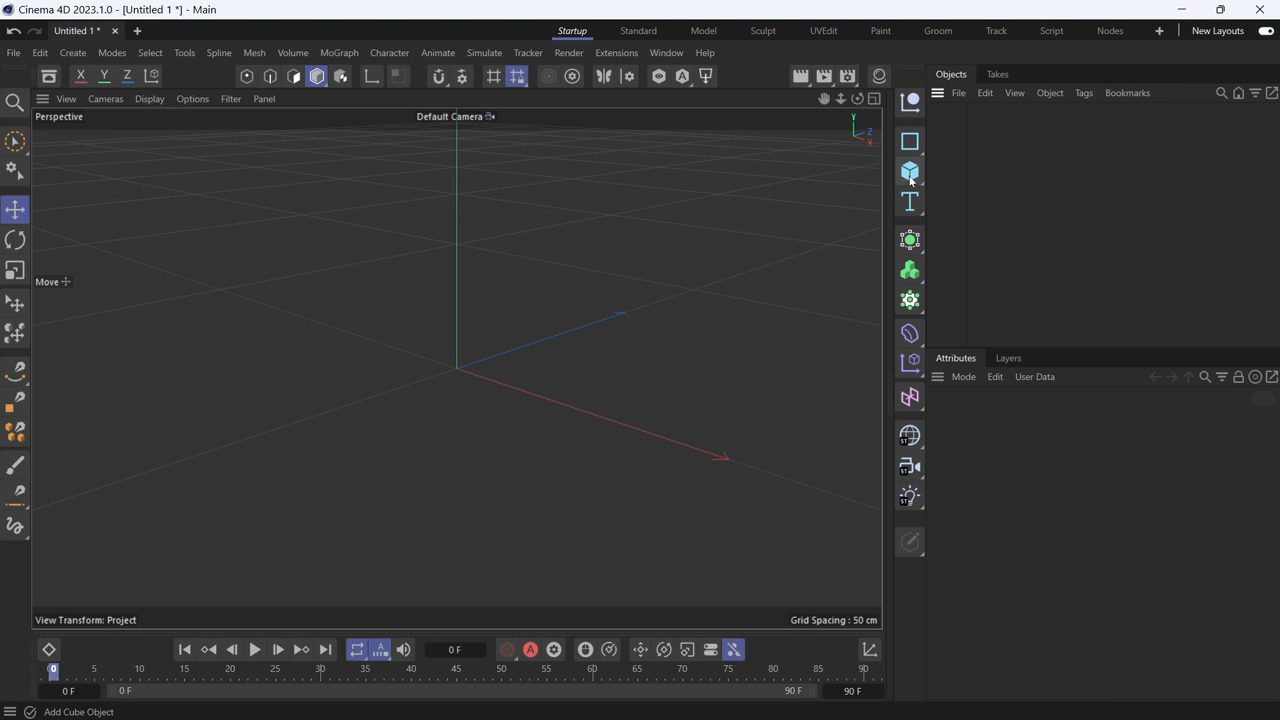 Cinema 4D 2023.1.0 - [Untitled 1 *] - Main
Untitled 1 *
Startup Standard Model Sculpt UVEdit Paint Groom Track Script Nodes New Layouts
File Edit Create Modes Select Tools Spline Mesh Volume MoGraph Character Animate Simulate Tracker Render Extensions Window Help
X Y Z
Objects Takes
File Edit View Object Tags Bookmarks
View Cameras Display Options Filter Panel
Perspective
Default Camera
Y
Z
X
Move
Attributes Layers
Mode Edit User Data
ST
ST
ST
View Transform: Project
Grid Spacing : 50 cm
0 F
0 5 10 15 20 25 30 35 40 45 50 55 60 65 70 75 80 85 90
0 F 0 F 90 F 90 F
Add Cube Object